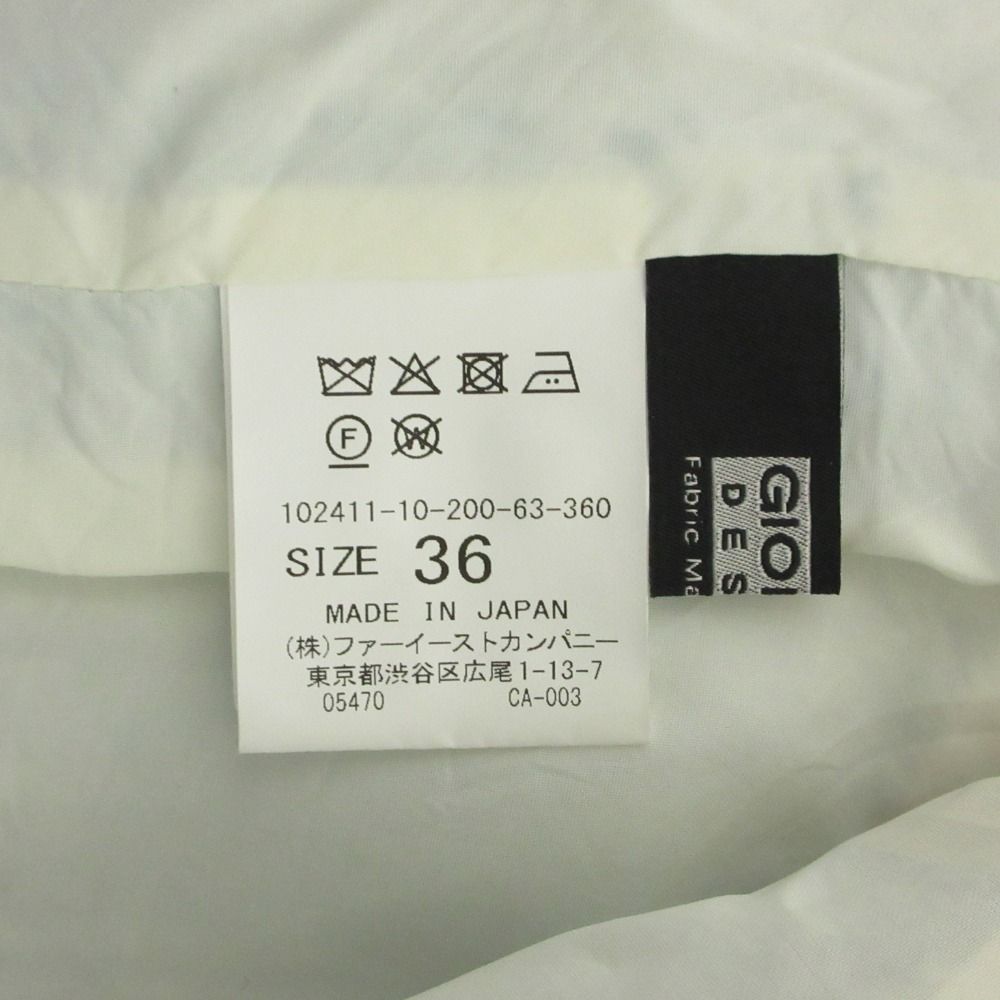 F W
102411-10-200-63-360
SIZE 36
MADE IN JAPAN
(株)ファーイーストカンパニー
東京都渋谷区広尾1-13-7
05470 CA-003
DES
Fabric